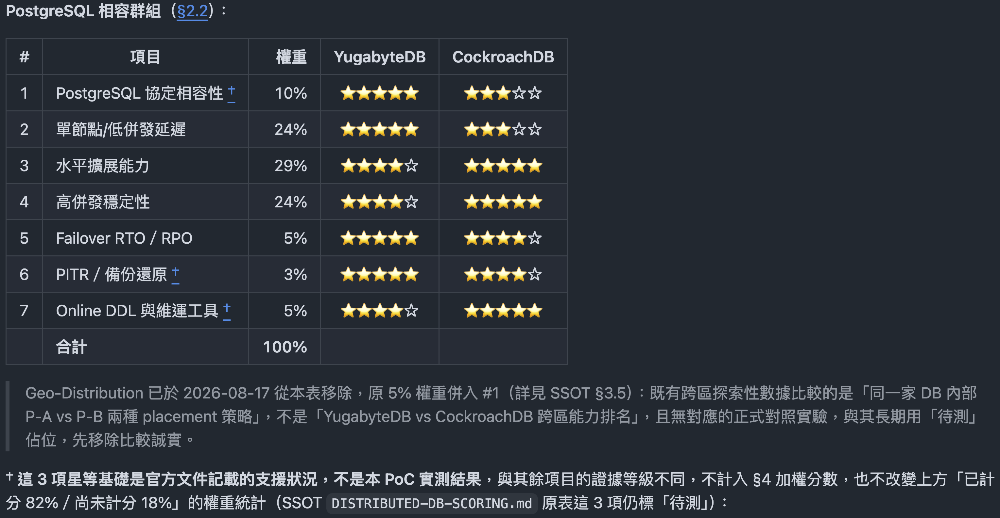 PostgreSQL 相容群組（§2.2）：
# 項目 權重 YugabyteDB CockroachDB
1 PostgreSQL 協定相容性 † 10% ⭐⭐⭐⭐⭐ ⭐⭐⭐☆☆
2 單節點/低併發延遲 24% ⭐⭐⭐⭐⭐ ⭐⭐⭐☆☆
3 水平擴展能力 29% ⭐⭐⭐⭐☆ ⭐⭐⭐⭐⭐
4 高併發穩定性 24% ⭐⭐⭐⭐☆ ⭐⭐⭐⭐⭐
5 Failover RTO / RPO 5% ⭐⭐⭐⭐⭐ ⭐⭐⭐⭐☆
6 PITR / 備份還原 † 3% ⭐⭐⭐⭐⭐ ⭐⭐⭐⭐☆
7 Online DDL 與維運工具 † 5% ⭐⭐⭐⭐☆ ⭐⭐⭐⭐⭐
合計 100%
Geo-Distribution 已於 2026-08-17 從本表移除，原 5% 權重併入 #1（詳見 SSOT §3.5）：既有跨區探索性數據比較的是「同一家 DB 內部
P-A vs P-B 兩種 placement 策略」，不是「YugabyteDB vs CockroachDB 跨區能力排名」，且無對應的正式對照實驗，與其長期用「待測」
佔位，先移除比較誠實。
† 這 3 項星等基礎是官方文件記載的支援狀況，不是本 PoC 實測結果，與其餘項目的證據等級不同，不計入 §4 加權分數，也不改變上方「已計
分 82% / 尚未計分 18%」的權重統計（SSOT DISTRIBUTED-DB-SCORING.md 原表這 3 項仍標「待測」）：